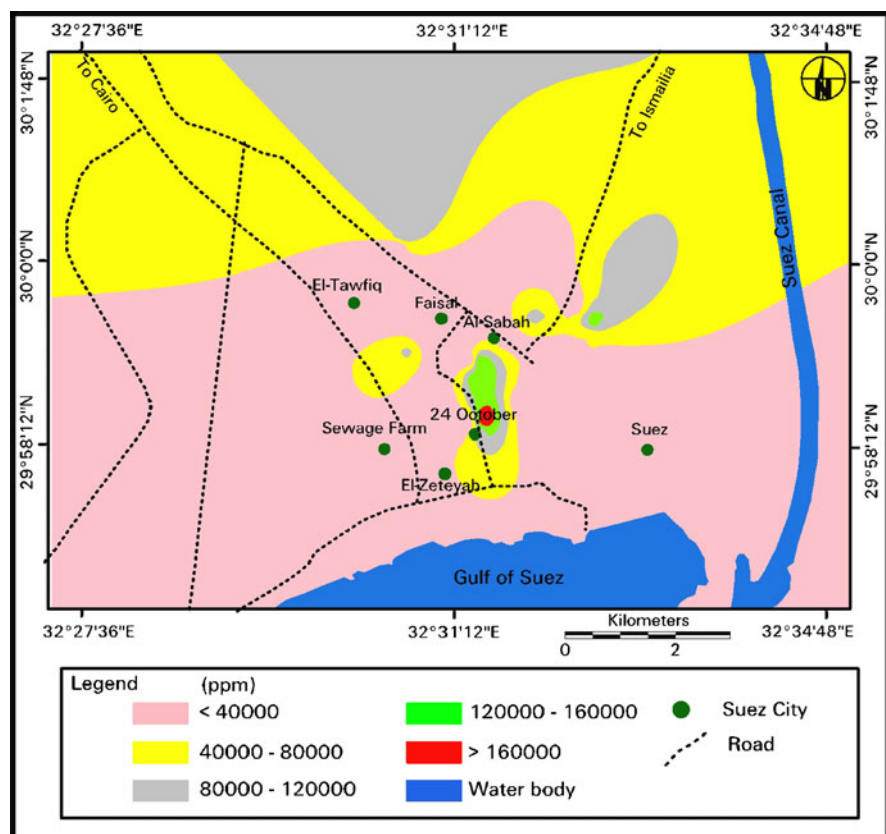 32°27'36"E 32°31'12"E 32°34'48"E
30°1'48"N
30°0'0"N
29°58'12"N
To Cairo
To Ismailia
N
30°1'48"N
30°0'0"N
29°58'12"N
Suez Canal
El-Tawfiq
Faisal
Al-Sabah
24 October
Sewage Farm
Suez
El-Zeteyah
Gulf of Suez
32°27'36"E 32°31'12"E 32°34'48"E
Kilometers
0 2
Legend (ppm)
< 40000 120000 - 160000 Suez City
40000 - 80000 > 160000 Road
80000 - 120000 Water body